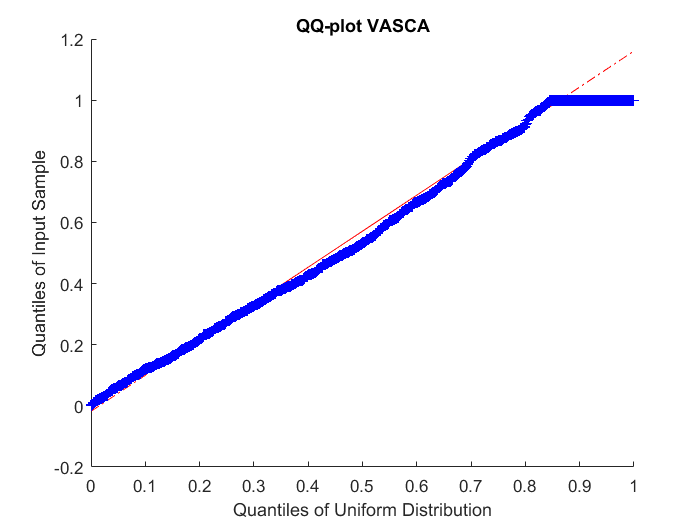 QQ-plot VASCA
1.2
1
0.8
0.6
0.4
0.2
0
-0.2
Quantiles of Input Sample
0 0.1 0.2 0.3 0.4 0.5 0.6 0.7 0.8 0.9 1
Quantiles of Uniform Distribution